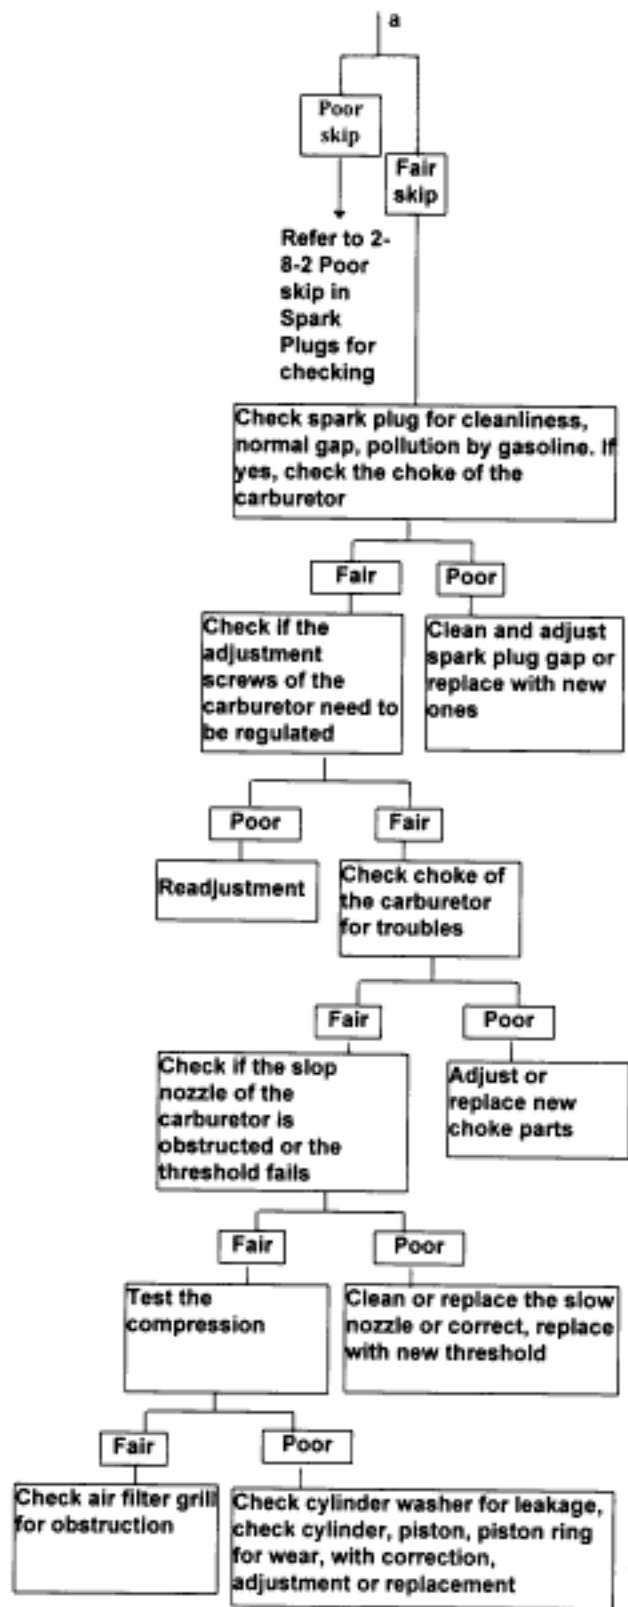 a
Poor
skip
Fair
skip
Refer to 2-
8-2 Poor
skip in
Spark
Plugs for
checking
Check spark plug for cleanliness,
normal gap, pollution by gasoline. If
yes, check the choke of the
carburetor
Fair
Poor
Check if the
adjustment
screws of the
carburetor need to
be regulated
Clean and adjust
spark plug gap or
replace with new
ones
Poor
Fair
Readjustment
Check choke of
the carburetor
for troubles
Fair
Poor
Check if the slop
nozzle of the
carburetor is
obstructed or the
threshold fails
Adjust or
replace new
choke parts
Fair
Poor
Test the
compression
Clean or replace the slow
nozzle or correct, replace
with new threshold
Fair
Poor
Check air filter grill
for obstruction
Check cylinder washer for leakage,
check cylinder, piston, piston ring
for wear, with correction,
adjustment or replacement